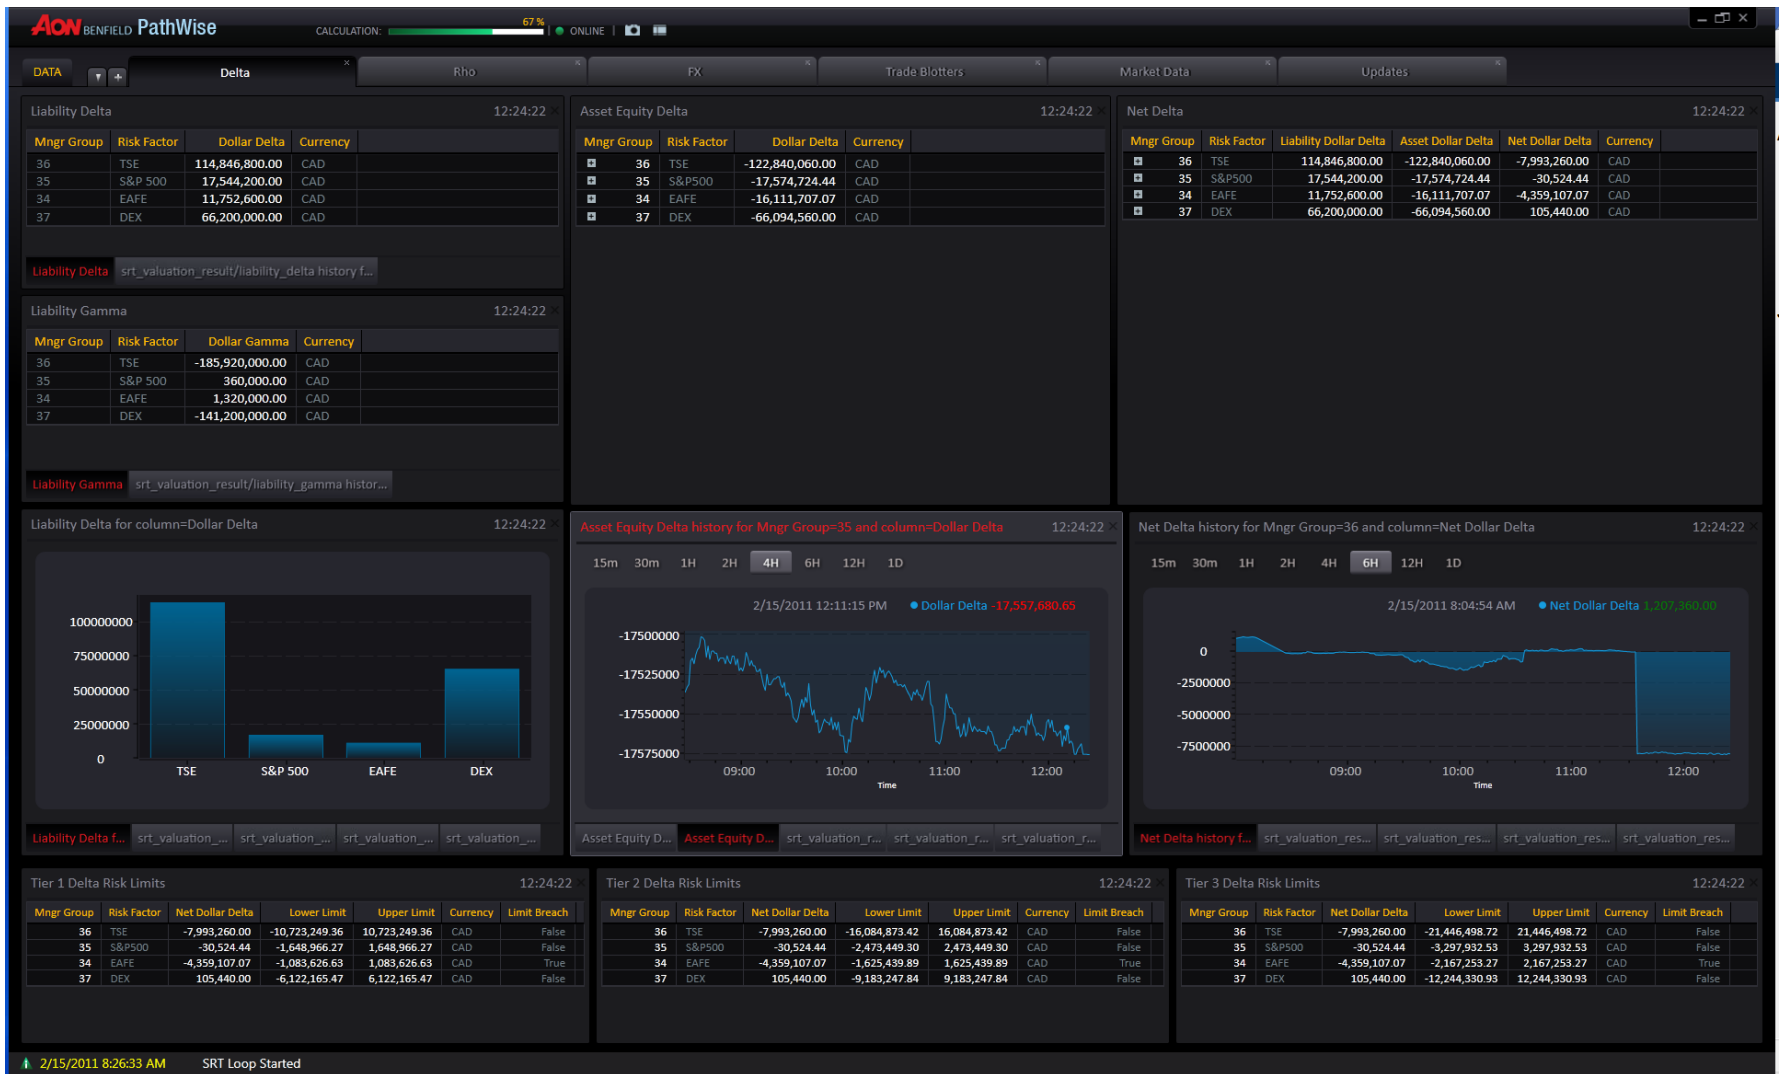 AON BENFIELD PathWise CALCULATION: 67 % ONLINE
DATA Delta Rho FX Trade Blotters Market Data Updates
Liability Delta 12:24:22
Mngr Group Risk Factor Dollar Delta Currency
36 TSE 114,846,800.00 CAD
35 S&P 500 17,544,200.00 CAD
34 EAFE 11,752,600.00 CAD
37 DEX 66,200,000.00 CAD
Liability Delta srt_valuation_result/liability_delta history f...
Liability Gamma 12:24:22
Mngr Group Risk Factor Dollar Gamma Currency
36 TSE -185,920,000.00 CAD
35 S&P 500 360,000.00 CAD
34 EAFE 1,320,000.00 CAD
37 DEX -141,200,000.00 CAD
Liability Gamma srt_valuation_result/liability_gamma histor...
Asset Equity Delta 12:24:22
Mngr Group Risk Factor Dollar Delta Currency
36 TSE -122,840,060.00 CAD
35 S&P500 -17,574,724.44 CAD
34 EAFE -16,111,707.07 CAD
37 DEX -66,094,560.00 CAD
Net Delta 12:24:22
Mngr Group Risk Factor Liability Dollar Delta Asset Dollar Delta Net Dollar Delta Currency
36 TSE 114,846,800.00 -122,840,060.00 -7,993,260.00 CAD
35 S&P500 17,544,200.00 -17,574,724.44 -30,524.44 CAD
34 EAFE 11,752,600.00 -16,111,707.07 -4,359,107.07 CAD
37 DEX 66,200,000.00 -66,094,560.00 105,440.00 CAD
Liability Delta for column=Dollar Delta 12:24:22
100000000
75000000
50000000
25000000
0
TSE S&P 500 EAFE DEX
Liability Delta f... srt_valuation_... srt_valuation_... srt_valuation_... srt_valuation_...
Asset Equity Delta history for Mngr Group=35 and column=Dollar Delta 12:24:22
15m 30m 1H 2H 4H 6H 12H 1D
2/15/2011 12:11:15 PM Dollar Delta -17,557,680.65
-17500000
-17525000
-17550000
-17575000
09:00 10:00 11:00 12:00
Time
Asset Equity D... Asset Equity D... srt_valuation_r... srt_valuation_r... srt_valuation_r...
Net Delta history for Mngr Group=36 and column=Net Dollar Delta 12:24:22
15m 30m 1H 2H 4H 6H 12H 1D
2/15/2011 8:04:54 AM Net Dollar Delta 1,207,360.00
0
-2500000
-5000000
-7500000
09:00 10:00 11:00 12:00
Time
Net Delta history f... srt_valuation_res... srt_valuation_res... srt_valuation_res... srt_valuation_res...
Tier 1 Delta Risk Limits 12:24:22
Mngr Group Risk Factor Net Dollar Delta Lower Limit Upper Limit Currency Limit Breach
36 TSE -7,993,260.00 -10,723,249.36 10,723,249.36 CAD False
35 S&P500 -30,524.44 -1,648,966.27 1,648,966.27 CAD False
34 EAFE -4,359,107.07 -1,083,626.63 1,083,626.63 CAD True
37 DEX 105,440.00 -6,122,165.47 6,122,165.47 CAD False
Tier 2 Delta Risk Limits 12:24:22
Mngr Group Risk Factor Net Dollar Delta Lower Limit Upper Limit Currency Limit Breach
36 TSE -7,993,260.00 -16,084,873.42 16,084,873.42 CAD False
35 S&P500 -30,524.44 -2,473,449.30 2,473,449.30 CAD False
34 EAFE -4,359,107.07 -1,625,439.89 1,625,439.89 CAD True
37 DEX 105,440.00 -9,183,247.84 9,183,247.84 CAD False
Tier 3 Delta Risk Limits 12:24:22
Mngr Group Risk Factor Net Dollar Delta Lower Limit Upper Limit Currency Limit Breach
36 TSE -7,993,260.00 -21,446,498.72 21,446,498.72 CAD False
35 S&P500 -30,524.44 -3,297,932.53 3,297,932.53 CAD False
34 EAFE -4,359,107.07 -2,167,253.27 2,167,253.27 CAD True
37 DEX 105,440.00 -12,244,330.93 12,244,330.93 CAD False
2/15/2011 8:26:33 AM SRT Loop Started